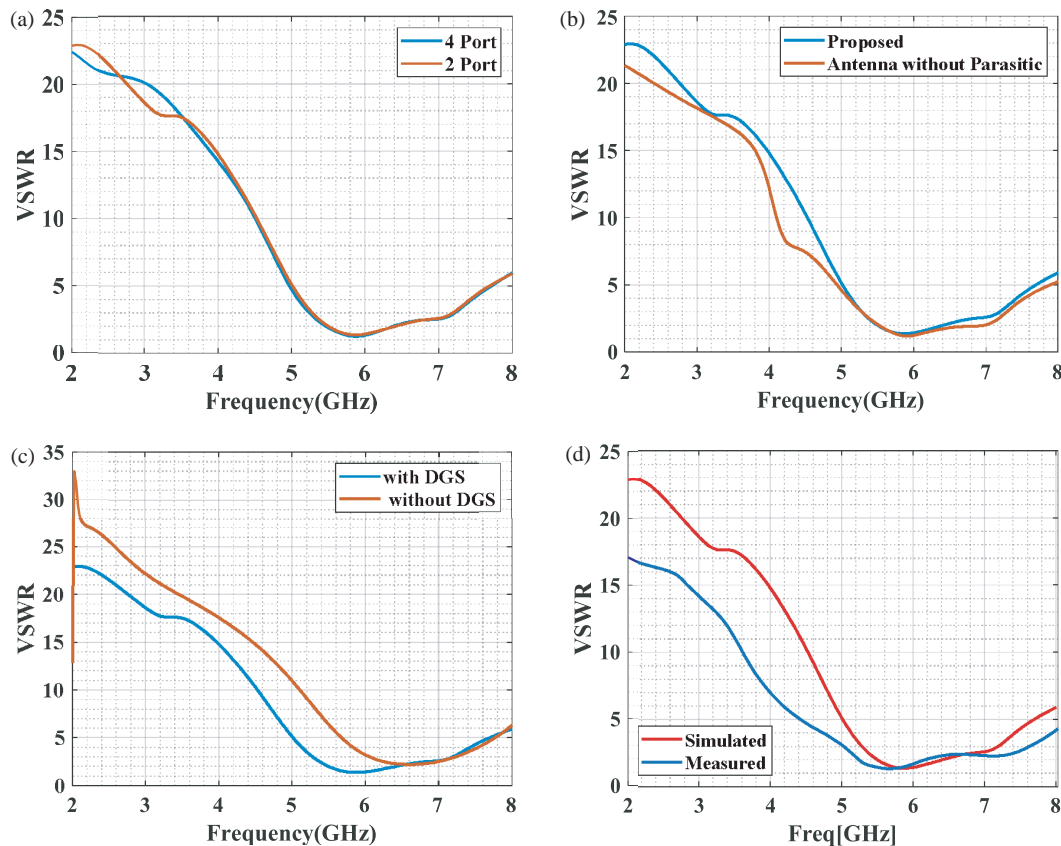 (a)
25
20
15
10
5
0
VSWR
4 Port
2 Port
2 3 4 5 6 7 8
Frequency(GHz)
(b)
25
20
15
10
5
0
VSWR
Proposed
Antenna without Parasitic
2 3 4 5 6 7 8
Frequency(GHz)
(c)
35
30
25
20
15
10
5
0
VSWR
with DGS
without DGS
2 3 4 5 6 7 8
Frequency(GHz)
(d)
25
20
15
10
5
0
VSWR
Simulated
Measured
2 3 4 5 6 7 8
Freq[GHz]